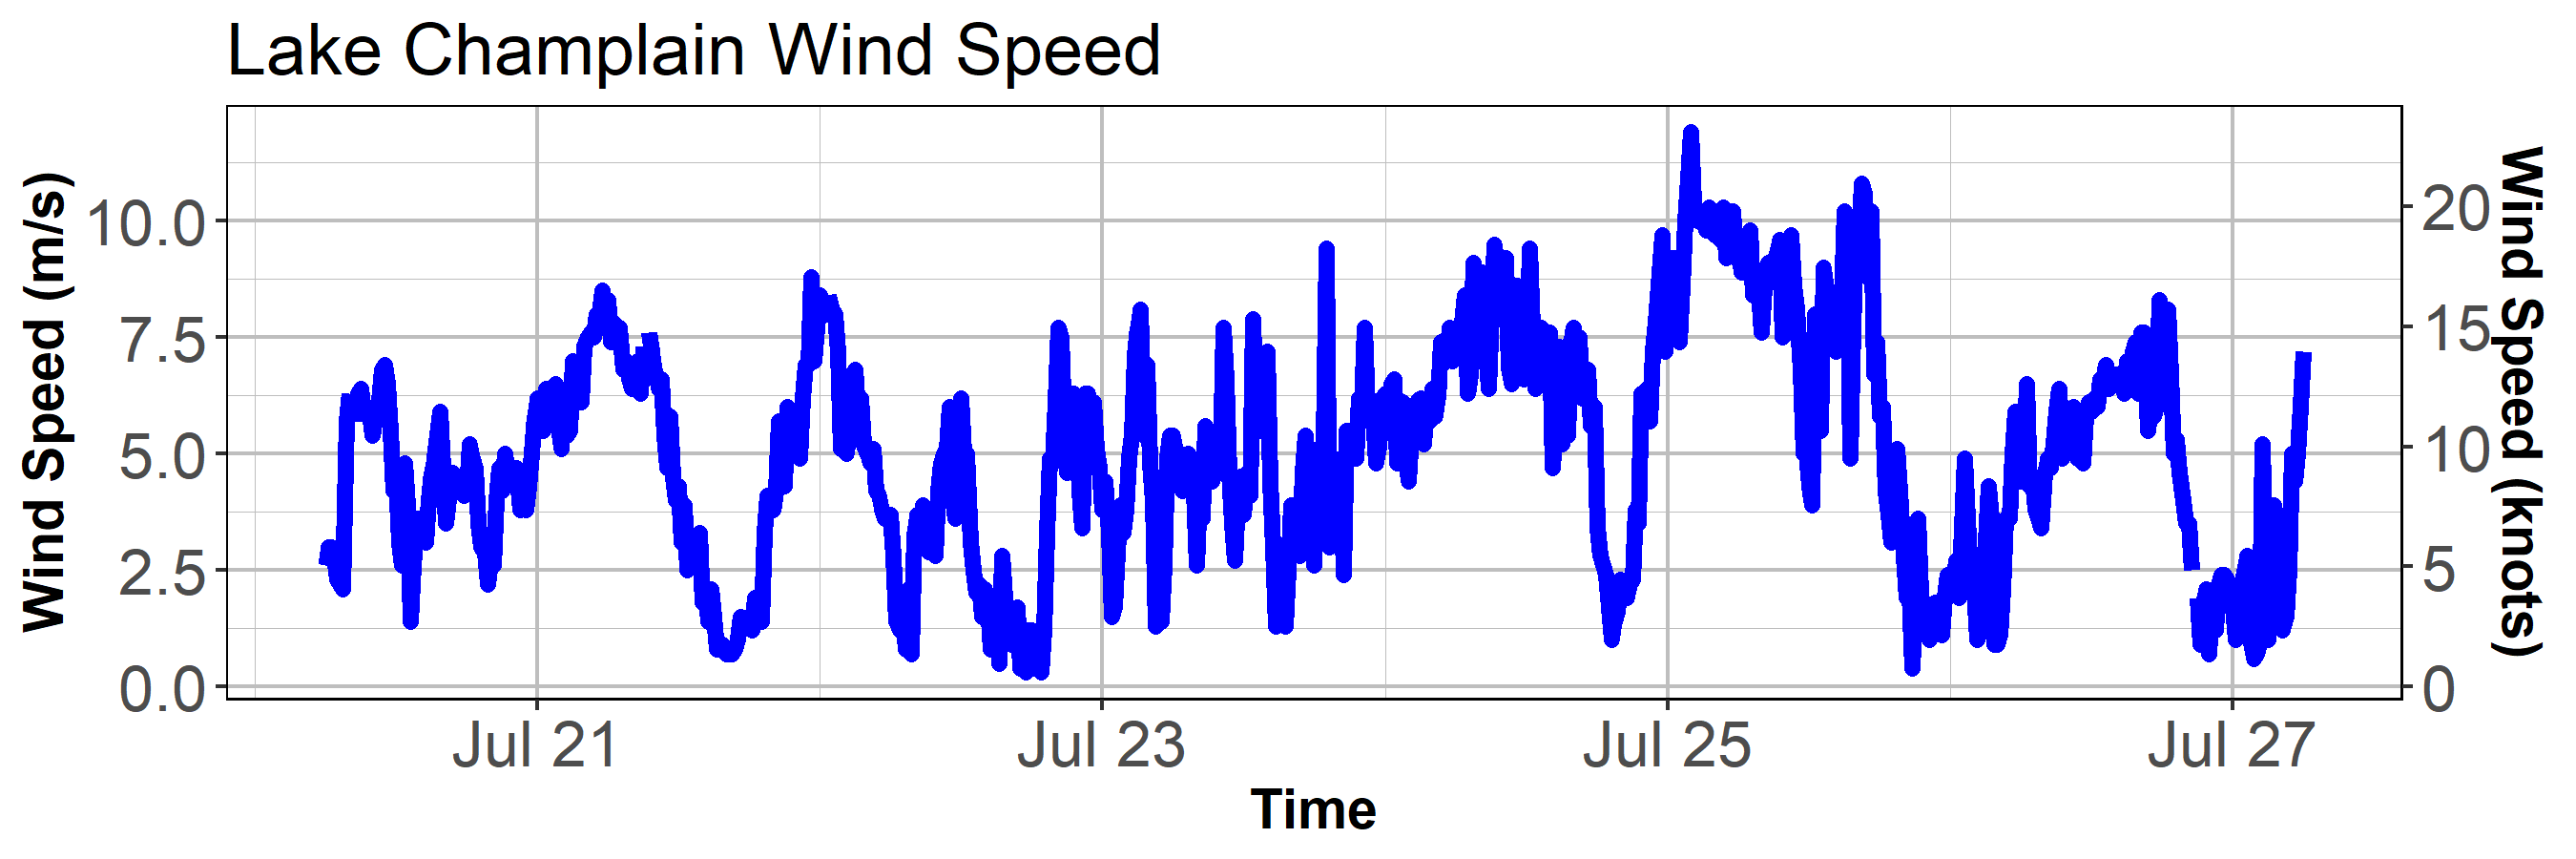 Lake Champlain Wind Speed
Wind Speed (m/s)
10.0
7.5
5.0
2.5
0.0
20
15
10
5
0
Wind Speed (knots)
Jul 21 Jul 23 Jul 25 Jul 27
Time